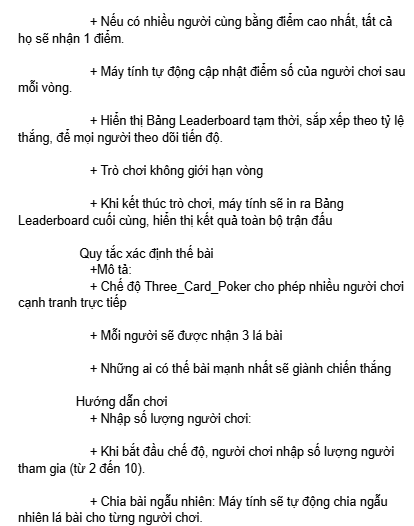 + Nếu có nhiều người cùng bằng điểm cao nhất, tất cả
họ sẽ nhận 1 điểm.
+ Máy tính tự động cập nhật điểm số của người chơi sau
mỗi vòng.
+ Hiển thị Bảng Leaderboard tạm thời, sắp xếp theo tỷ lệ
thắng, để mọi người theo dõi tiến độ.
+ Trò chơi không giới hạn vòng
+ Khi kết thúc trò chơi, máy tính sẽ in ra Bảng
Leaderboard cuối cùng, hiển thị kết quả toàn bộ trận đấu
Quy tắc xác định thế bài
+Mô tả:
+ Chế độ Three_Card_Poker cho phép nhiều người chơi
cạnh tranh trực tiếp
+ Mỗi người sẽ được nhận 3 lá bài
+ Những ai có thế bài mạnh nhất sẽ giành chiến thắng
Hướng dẫn chơi
+ Nhập số lượng người chơi:
+ Khi bắt đầu chế độ, người chơi nhập số lượng người
tham gia (từ 2 đến 10).
+ Chia bài ngẫu nhiên: Máy tính sẽ tự động chia ngẫu
nhiên lá bài cho từng người chơi.